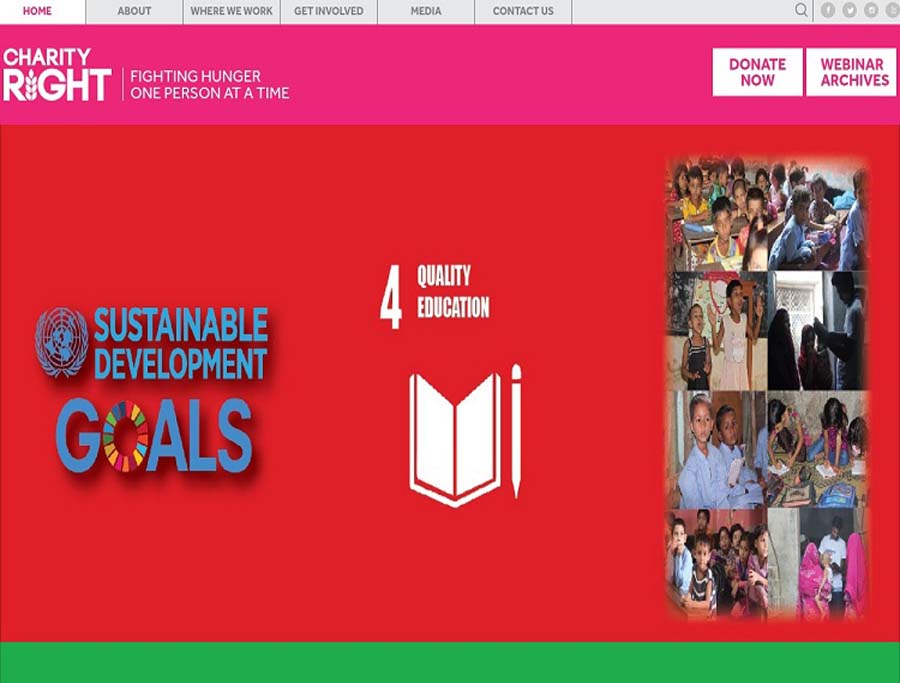 HOME ABOUT WHERE WE WORK GET INVOLVED MEDIA CONTACT US
CHARITY
RIGHT
FIGHTING HUNGER
ONE PERSON AT A TIME
DONATE
NOW
WEBINAR
ARCHIVES
4 QUALITY
EDUCATION
SUSTAINABLE
DEVELOPMENT
GOALS